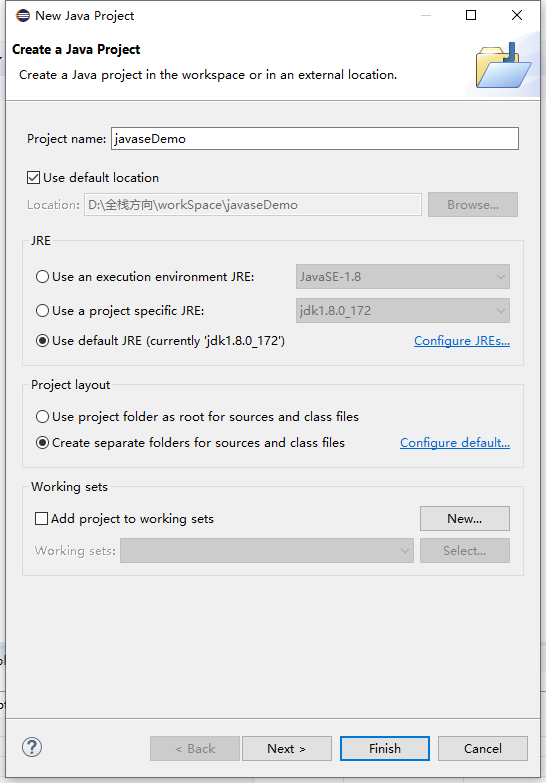 New Java Project
Create a Java Project
Create a Java project in the workspace or in an external location.
Project name: javaseDemo
Use default location
Location: D:\全栈方向\workSpace\javaseDemo Browse...
JRE
Use an execution environment JRE: JavaSE-1.8
Use a project specific JRE: jdk1.8.0_172
Use default JRE (currently 'jdk1.8.0_172') Configure JREs...
Project layout
Use project folder as root for sources and class files
Create separate folders for sources and class files Configure default...
Working sets
Add project to working sets New...
Working sets: Select...
? < Back Next > Finish Cancel